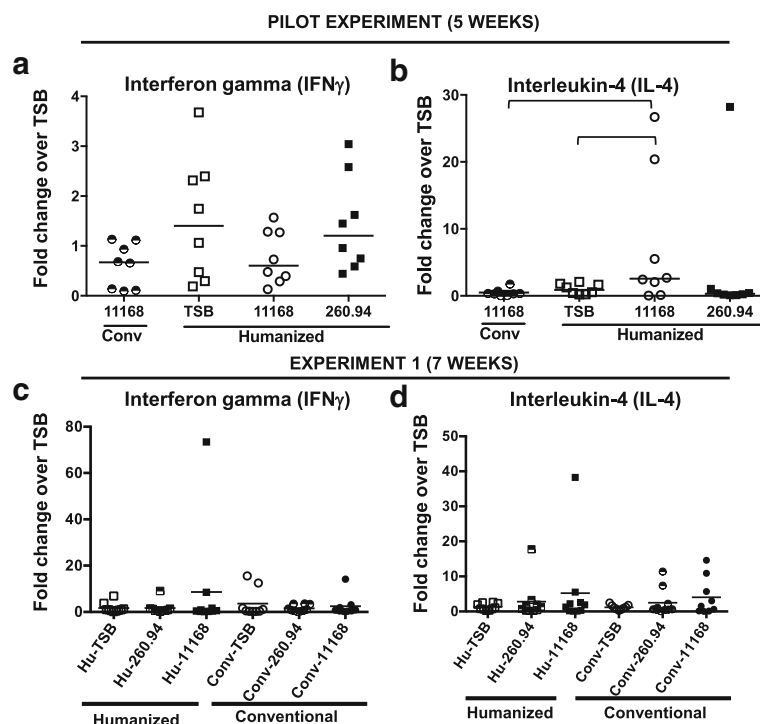 PILOT EXPERIMENT (5 WEEKS)
a
Interferon gamma (IFNγ)
Fold change over TSB
4
3
2
1
0
11168
TSB
11168
260.94
Conv
Humanized
b
Interleukin-4 (IL-4)
Fold change over TSB
30
20
10
0
11168
TSB
11168
260.94
Conv
Humanized
EXPERIMENT 1 (7 WEEKS)
c
Interferon gamma (IFNγ)
Fold change over TSB
80
60
40
20
0
Hu-TSB
Hu-260.94
Hu-11168
Conv-TSB
Conv-260.94
Conv-11168
Humanized
Conventional
d
Interleukin-4 (IL-4)
Fold change over TSB
50
40
30
20
10
0
Hu-TSB
Hu-260.94
Hu-11168
Conv-TSB
Conv-260.94
Conv-11168
Humanized
Conventional